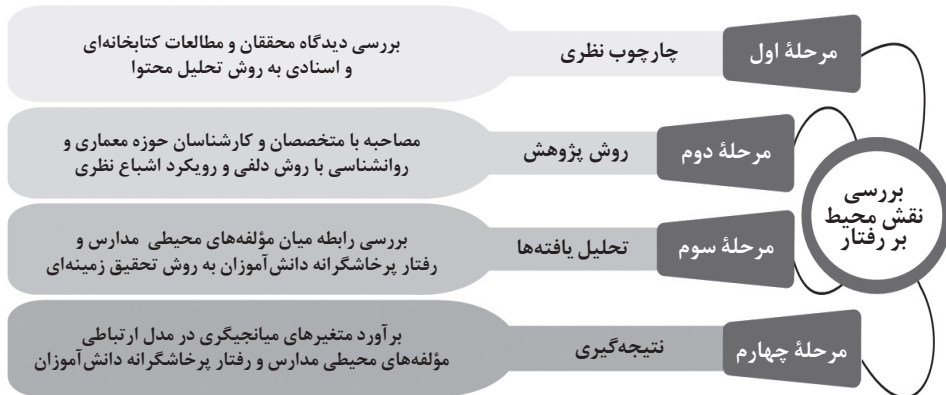 مرحلهٔ اول
چارچوب نظری
بررسی دیدگاه محققان و مطالعات کتابخانه‌ای
و اسنادی به روش تحلیل محتوا
مرحلهٔ دوم
روش پژوهش
مصاحبه با متخصصان و کارشناسان حوزه معماری و
روانشناسی با روش دلفی و رویکرد اشباع نظری
مرحلهٔ سوم
تحلیل یافته‌ها
بررسی رابطه میان مؤلفه‌های محیطی مدارس و
رفتار پرخاشگرانه دانش‌آموزان به روش تحقیق زمینه‌ای
مرحلهٔ چهارم
نتیجه‌گیری
برآورد متغیرهای میانجیگری در مدل ارتباطی
مؤلفه‌های محیطی مدارس و رفتار پرخاشگرانه دانش‌آموزان
بررسی
نقش محیط
بر رفتار